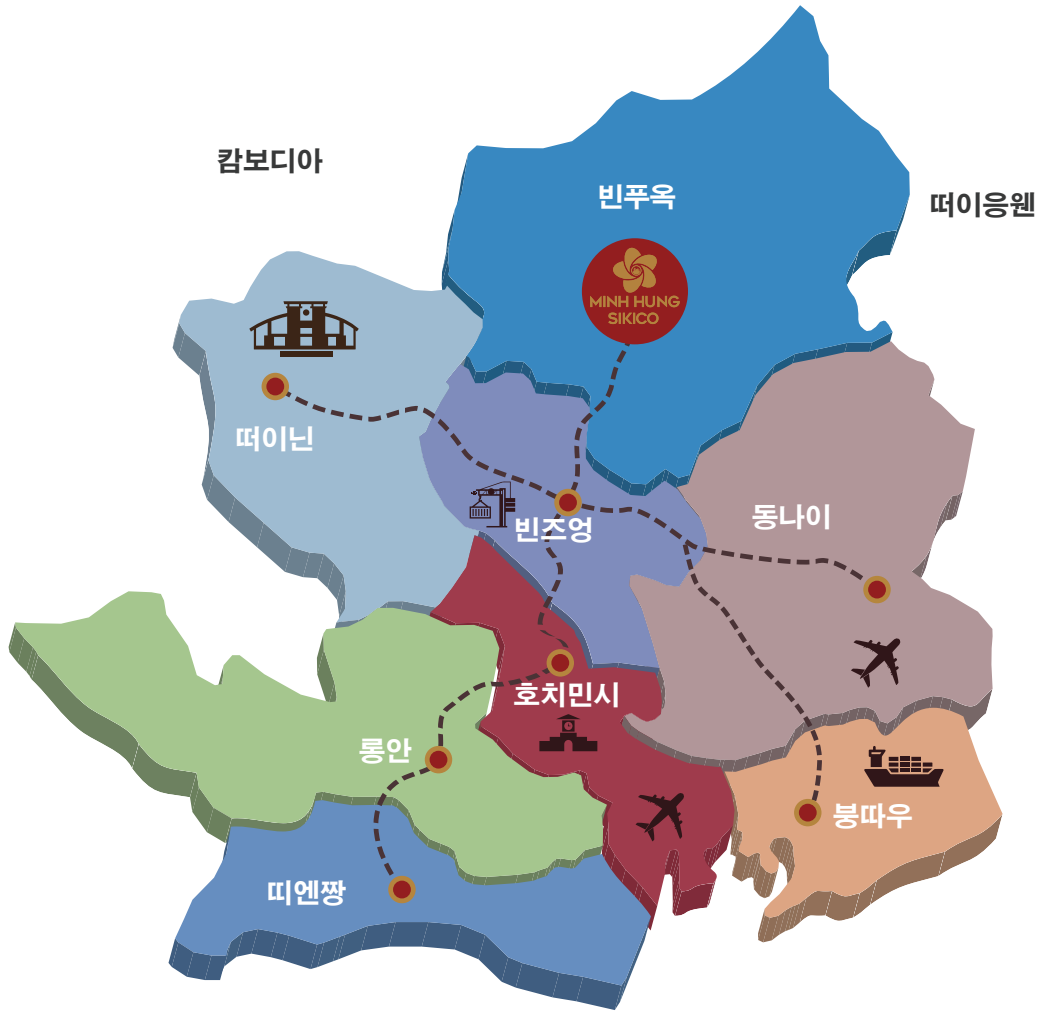 캄보디아
빈푸옥
떠이응웬
MINH HUNG
SIKICO
떠이닌
동나이
빈즈엉
호치민시
롱안
붕따우
띠엔짱